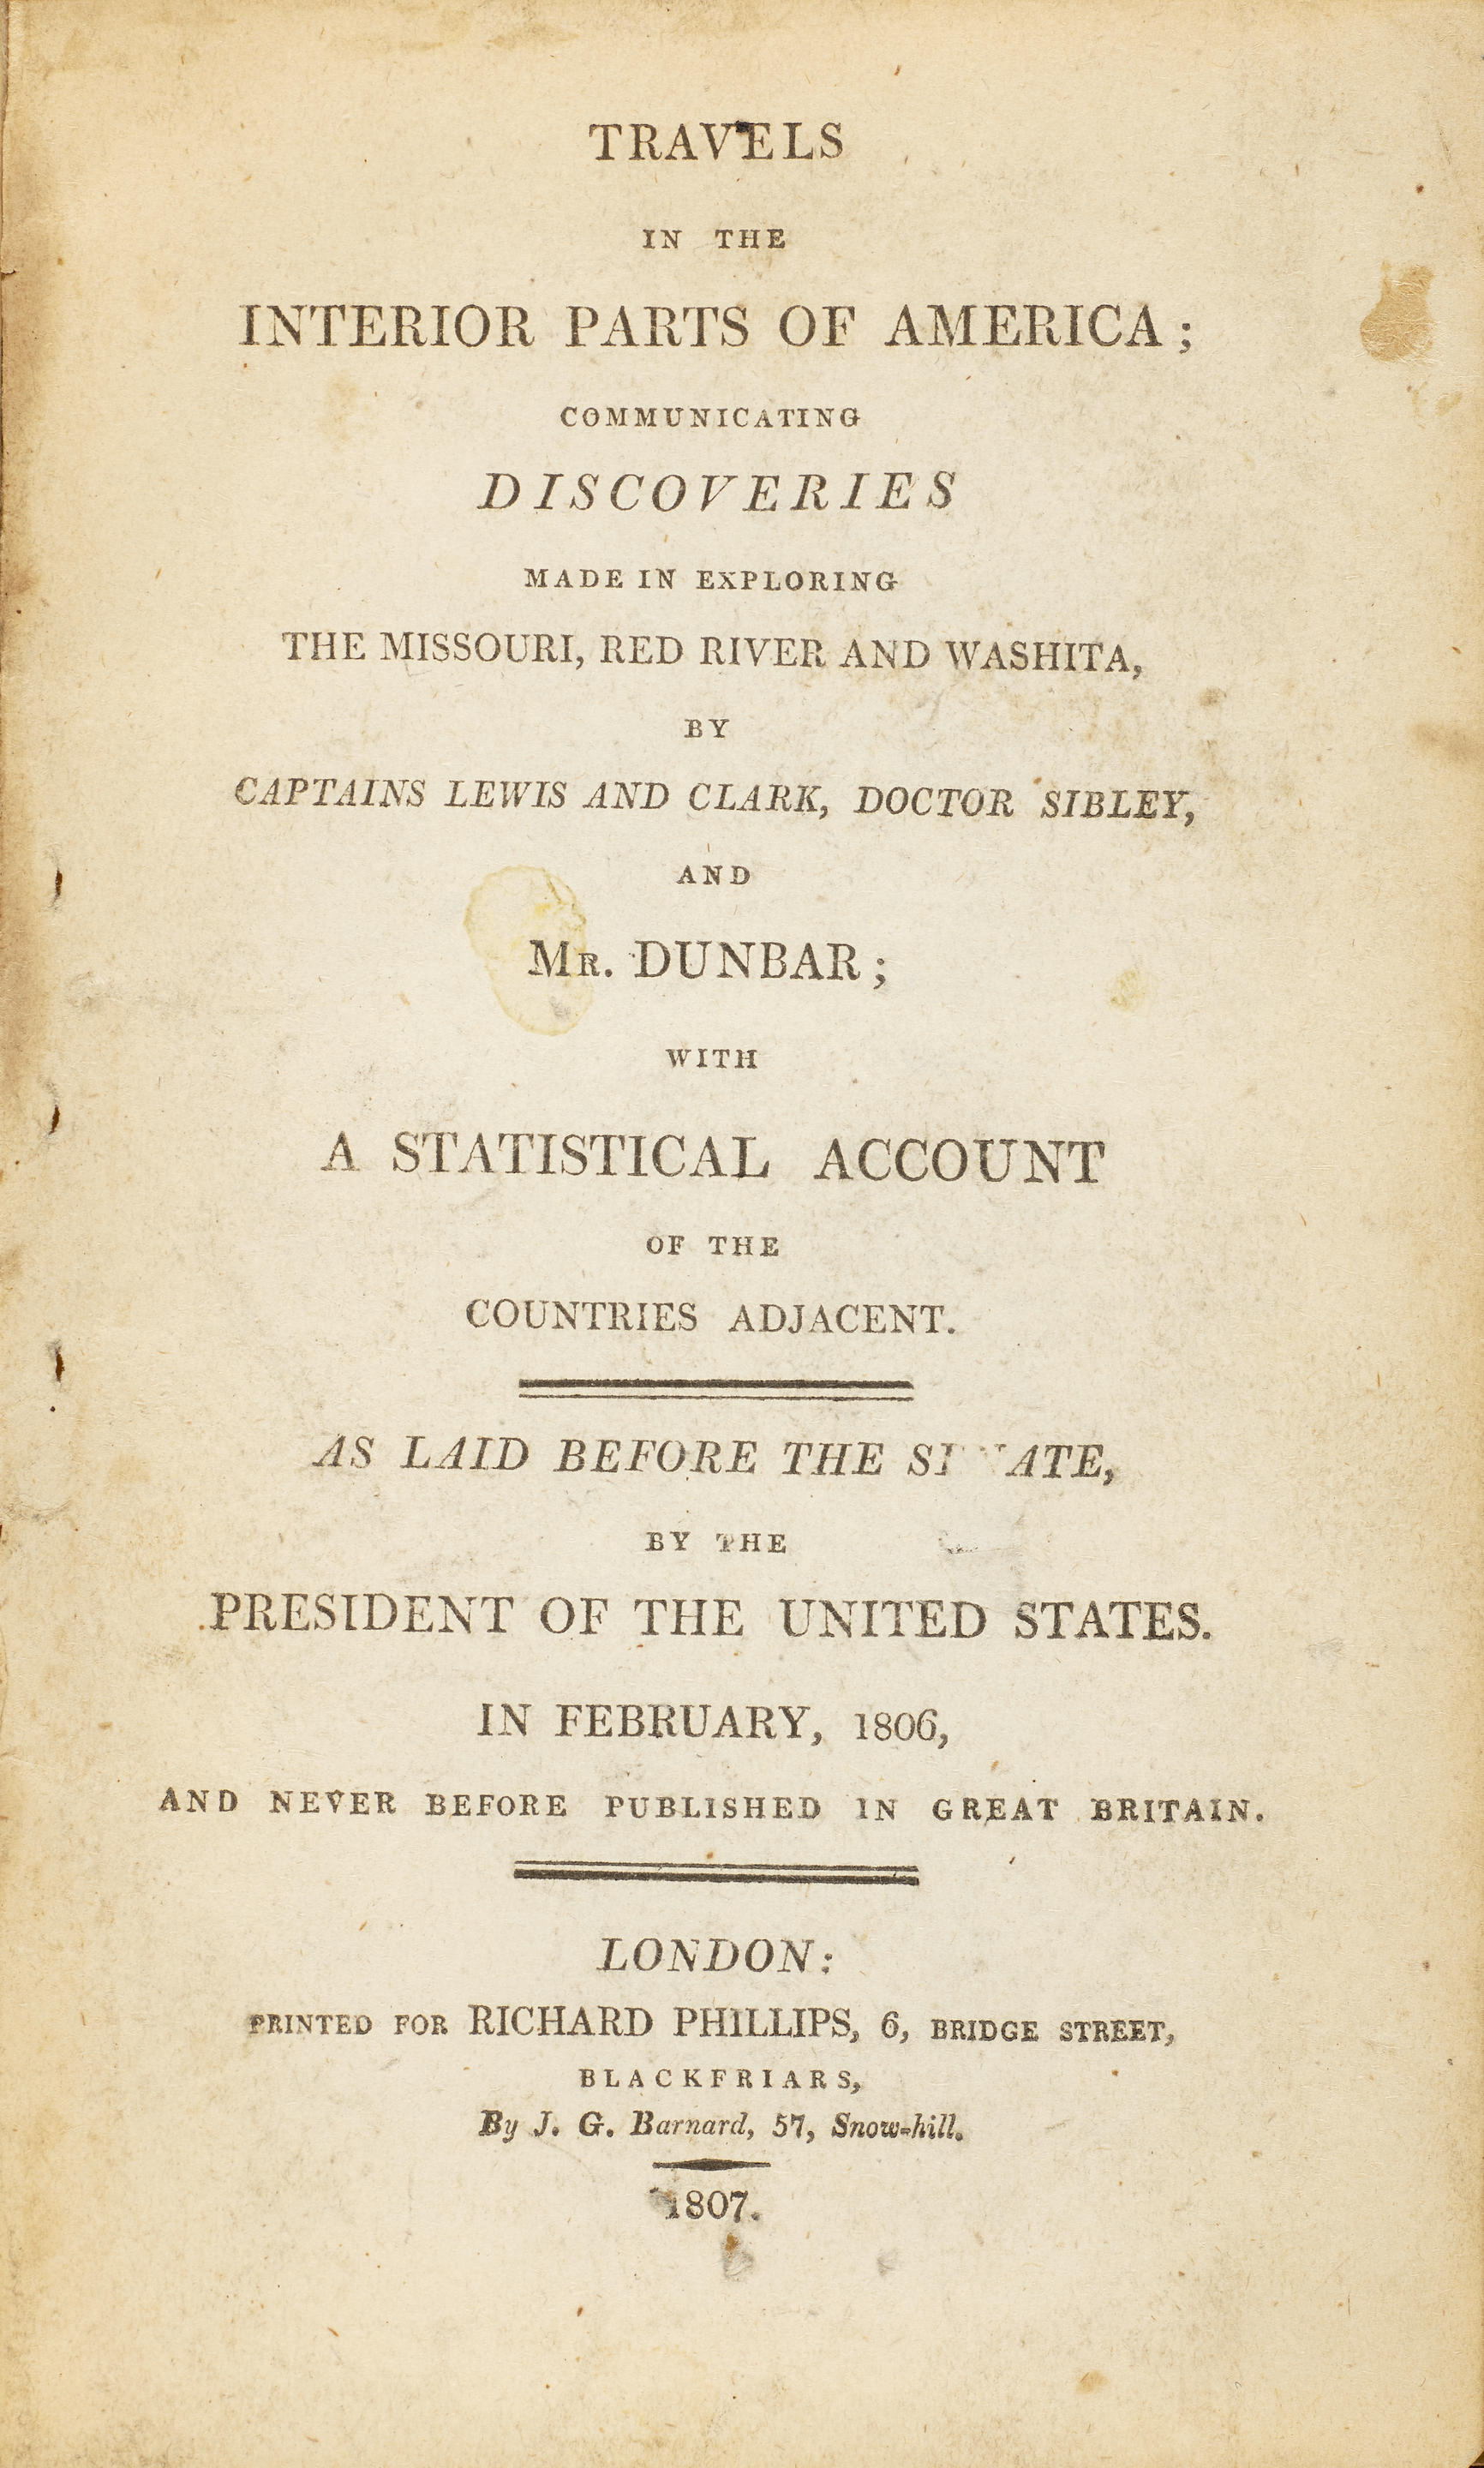 TRAVELS
IN THE
INTERIOR PARTS OF AMERICA;
COMMUNICATING
DISCOVERIES
MADE IN EXPLORING
THE MISSOURI, RED RIVER AND WASHITA,
BY
CAPTAINS LEWIS AND CLARK, DOCTOR SIBLEY,
AND
MR. DUNBAR;
WITH
A STATISTICAL ACCOUNT
OF THE
COUNTRIES ADJACENT.
AS LAID BEFORE THE SENATE,
BY THE
PRESIDENT OF THE UNITED STATES.
IN FEBRUARY, 1806,
AND NEVER BEFORE PUBLISHED IN GREAT BRITAIN.
LONDON:
PRINTED FOR RICHARD PHILLIPS, 6, BRIDGE STREET,
BLACKFRIARS,
By J. G. Barnard, 57, Snow-hill.
1807.